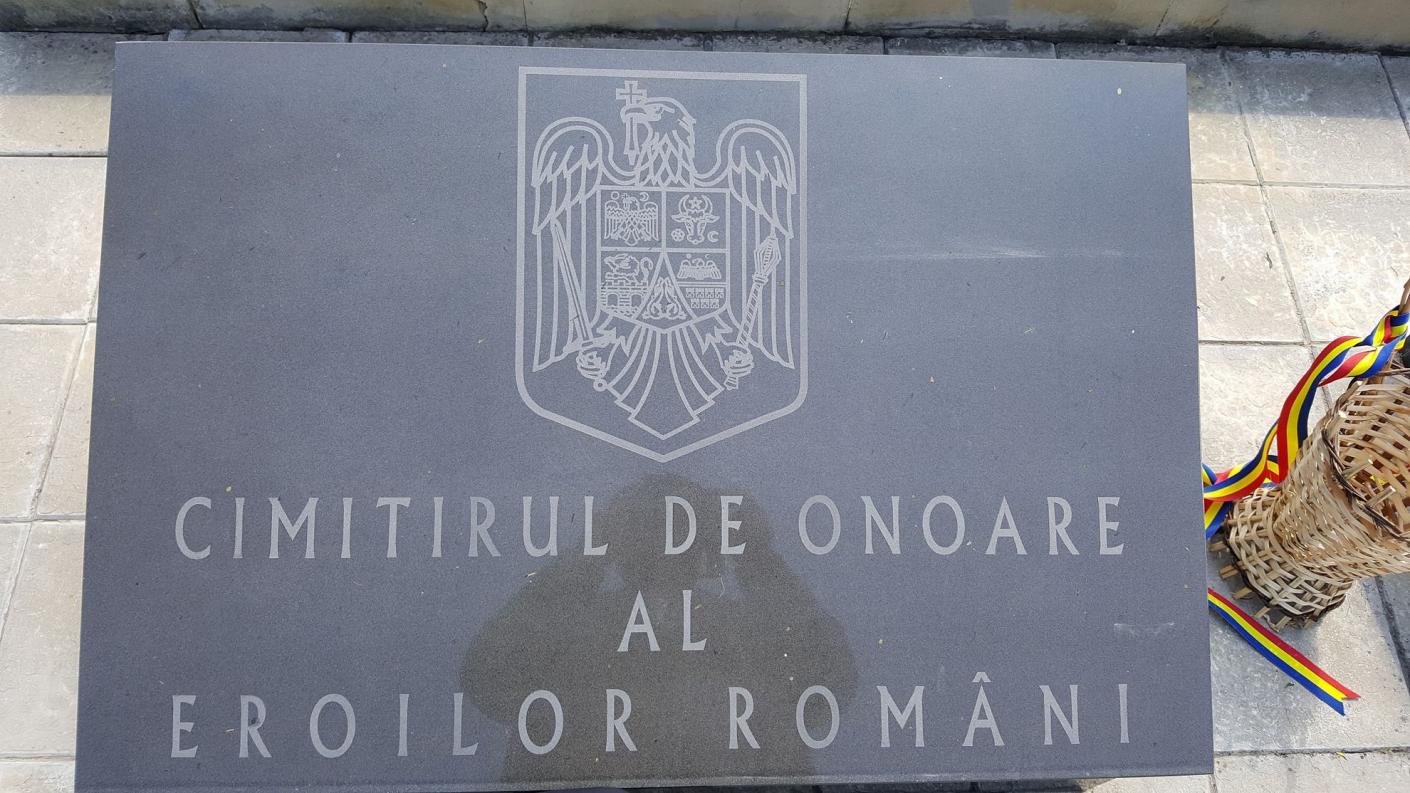 CIMITIRUL DE ONOARE
AL
EROILOR ROMÂNI